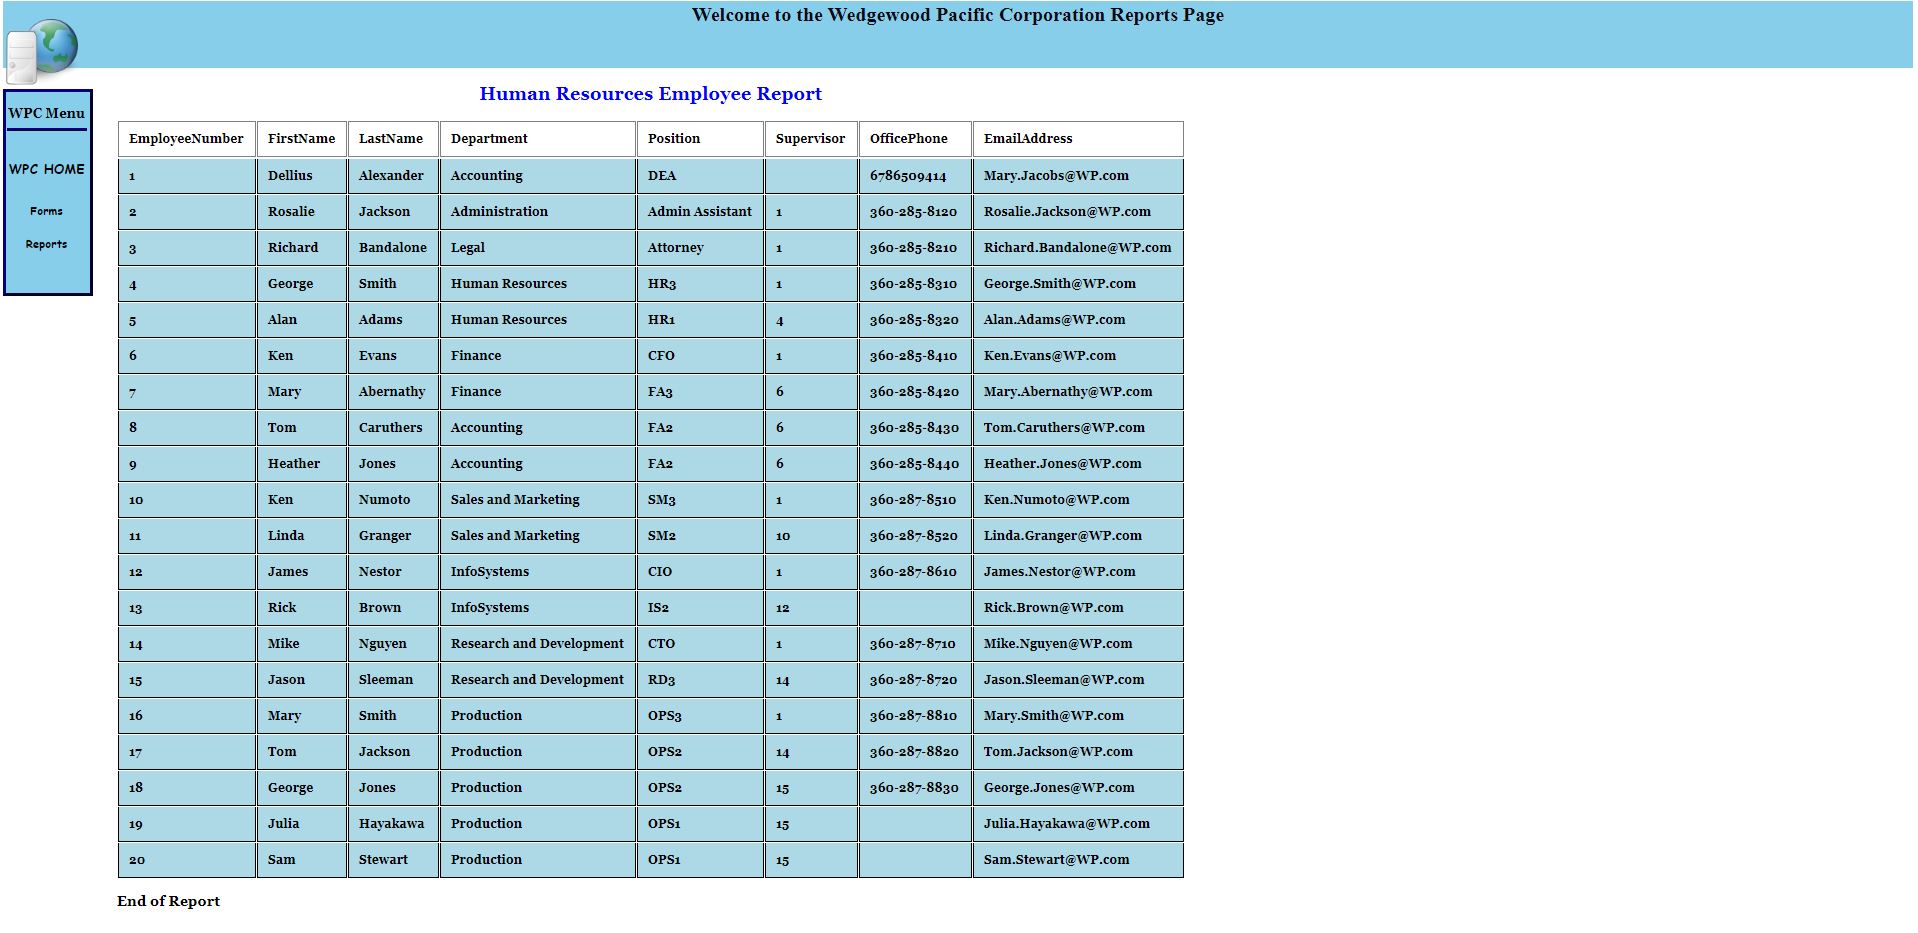 Welcome to the Wedgewood Pacific Corporation Reports Page
WPC Menu
WPC HOME
Forms
Reports
Human Resources Employee Report
EmployeeNumber FirstName LastName Department Position Supervisor OfficePhone EmailAddress
1 Dellius Alexander Accounting DEA 6786509414 Mary.Jacobs@WP.com
2 Rosalie Jackson Administration Admin Assistant 1 360-285-8120 Rosalie.Jackson@WP.com
3 Richard Bandalone Legal Attorney 1 360-285-8210 Richard.Bandalone@WP.com
4 George Smith Human Resources HR3 1 360-285-8310 George.Smith@WP.com
5 Alan Adams Human Resources HR1 4 360-285-8320 Alan.Adams@WP.com
6 Ken Evans Finance CFO 1 360-285-8410 Ken.Evans@WP.com
7 Mary Abernathy Finance FA3 6 360-285-8420 Mary.Abernathy@WP.com
8 Tom Caruthers Accounting FA2 6 360-285-8430 Tom.Caruthers@WP.com
9 Heather Jones Accounting FA2 6 360-285-8440 Heather.Jones@WP.com
10 Ken Numoto Sales and Marketing SM3 1 360-287-8510 Ken.Numoto@WP.com
11 Linda Granger Sales and Marketing SM2 10 360-287-8520 Linda.Granger@WP.com
12 James Nestor InfoSystems CIO 1 360-287-8610 James.Nestor@WP.com
13 Rick Brown InfoSystems IS2 12 Rick.Brown@WP.com
14 Mike Nguyen Research and Development CTO 1 360-287-8710 Mike.Nguyen@WP.com
15 Jason Sleeman Research and Development RD3 14 360-287-8720 Jason.Sleeman@WP.com
16 Mary Smith Production OPS3 1 360-287-8810 Mary.Smith@WP.com
17 Tom Jackson Production OPS2 14 360-287-8820 Tom.Jackson@WP.com
18 George Jones Production OPS2 15 360-287-8830 George.Jones@WP.com
19 Julia Hayakawa Production OPS1 15 Julia.Hayakawa@WP.com
20 Sam Stewart Production OPS1 15 Sam.Stewart@WP.com
End of Report